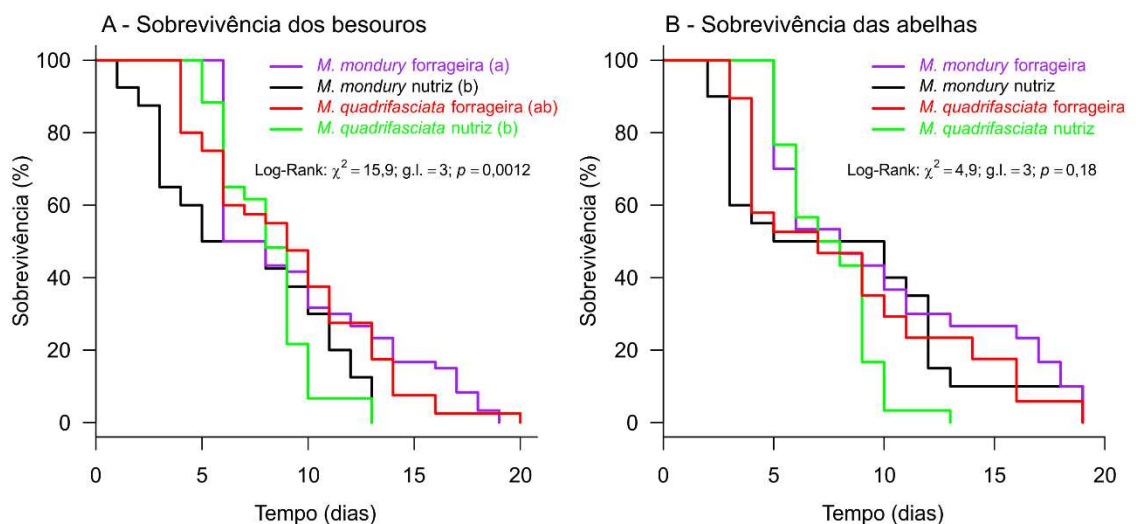 A - Sobrevivência dos besouros
100
80
60
40
20
0
Sobrevivência (%)
M. mondury forrageira (a)
M. mondury nutriz (b)
M. quadrifasciata forrageira (ab)
M. quadrifasciata nutriz (b)
Log-Rank: χ² = 15,9; g.l. = 3; p = 0,0012
0 5 10 15 20
Tempo (dias)
B - Sobrevivência das abelhas
100
80
60
40
20
0
Sobrevivência (%)
M. mondury forrageira
M. mondury nutriz
M. quadrifasciata forrageira
M. quadrifasciata nutriz
Log-Rank: χ² = 4,9; g.l. = 3; p = 0,18
0 5 10 15 20
Tempo (dias)